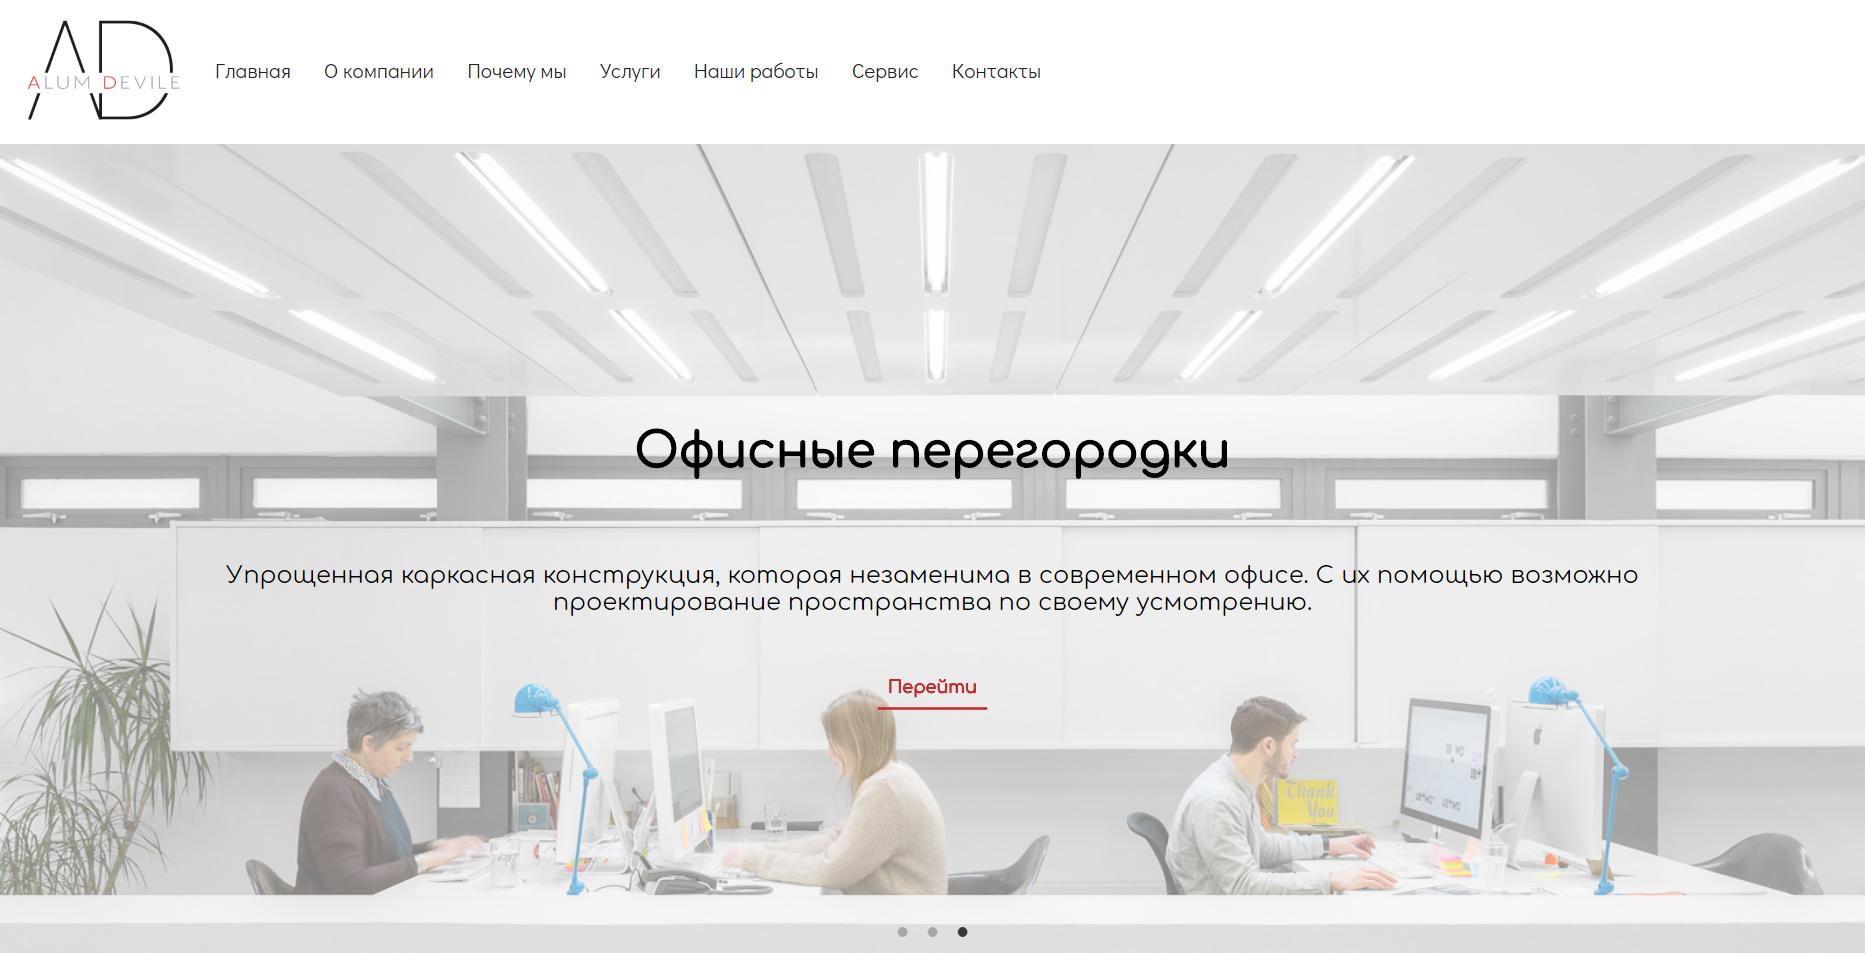 ALUM DEVILE
Главная О компании Почему мы Услуги Наши работы Сервис Контакты
Офисные перегородки
Упрощенная каркасная конструкция, которая незаменима в современном офисе. С их помощью возможно
проектирование пространства по своему усмотрению.
Перейти
Thank
You